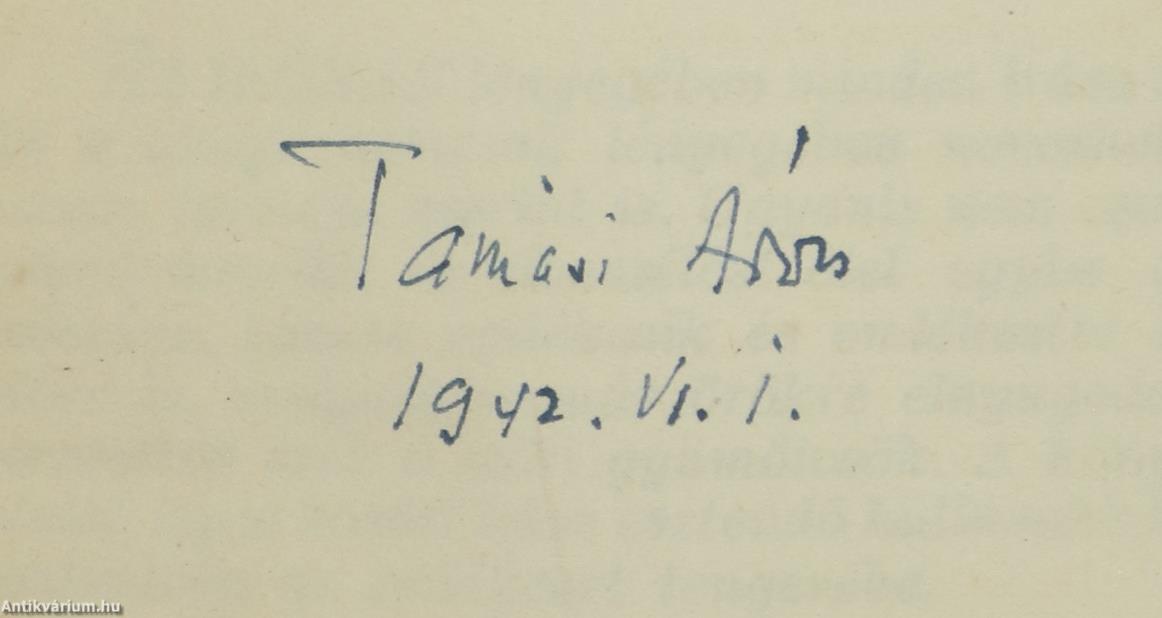 Tamási Áron
1942. VI. 1.
Antikvárium.hu